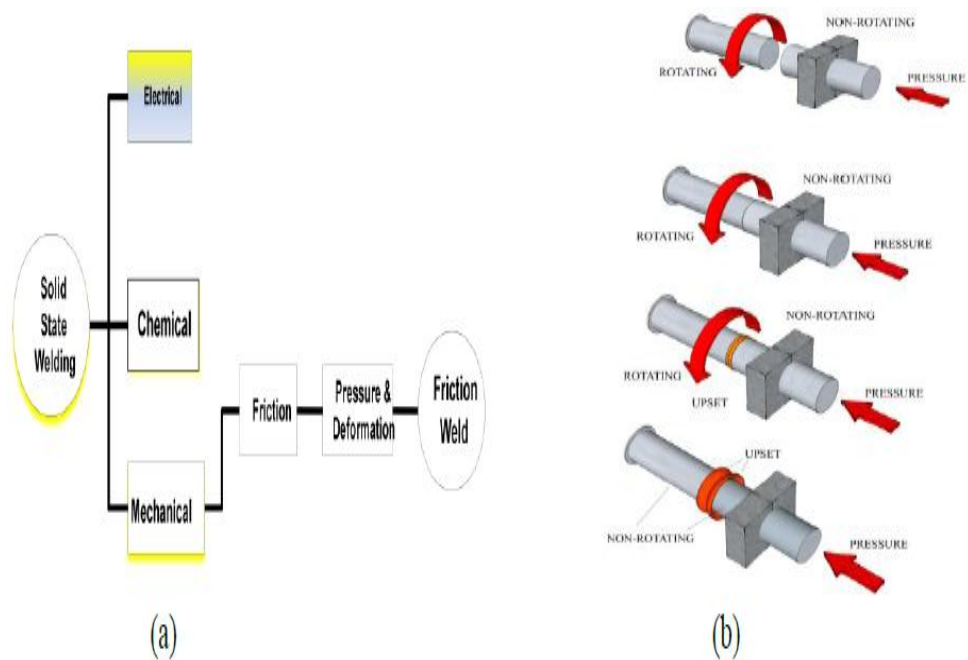 Electrical
Solid
State
Welding
Chemical
Mechanical
Friction
Pressure &
Deformation
Friction
Weld
(a)
NON-ROTATING
ROTATING
PRESSURE
NON-ROTATING
ROTATING
PRESSURE
NON-ROTATING
ROTATING
PRESSURE
UPSET
UPSET
NON-ROTATING
PRESSURE
(b)